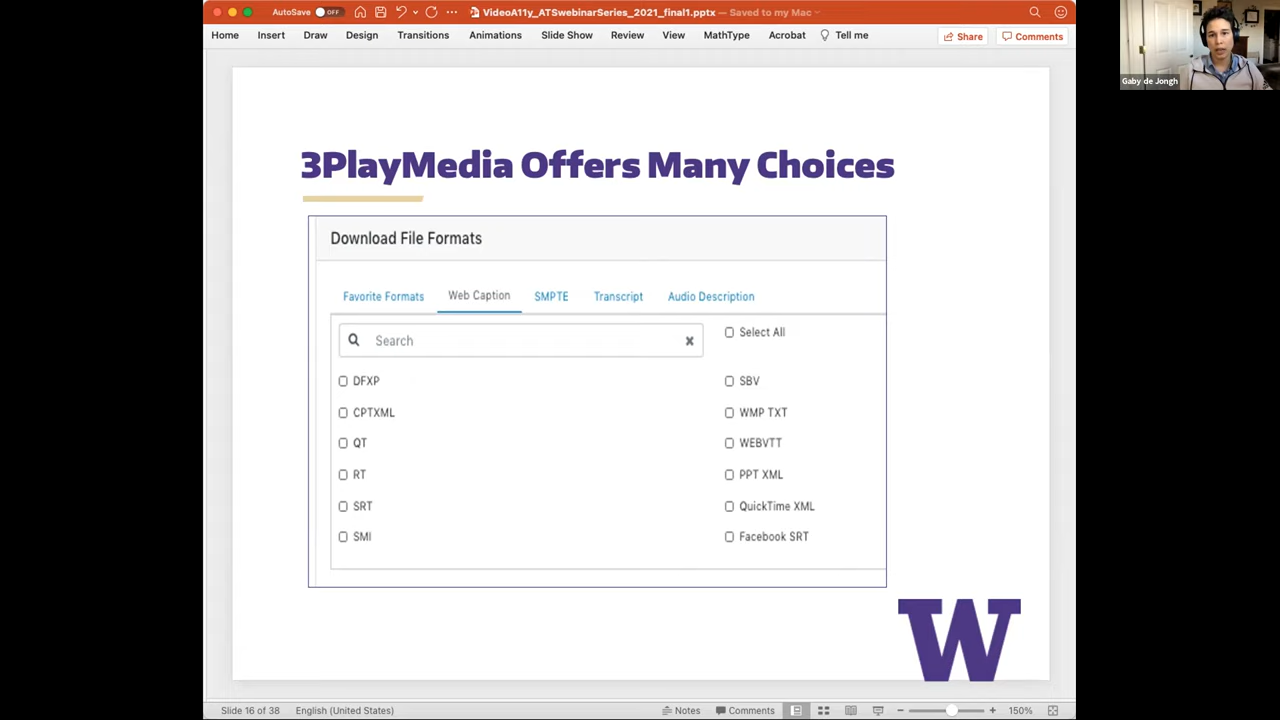 AutoSave OFF
VideoA11y_ATSwebinarSeries_2021_final1.pptx — Saved to my Mac
Home Insert Draw Design Transitions Animations Slide Show Review View MathType Acrobat Tell me Share Comments
Gaby de Jongh
3PlayMedia Offers Many Choices
Download File Formats
Favorite Formats Web Caption SMPTE Transcript Audio Description
Search
Select All
DFXP SBV
CPTXML WMP TXT
QT WEBVTT
RT PPT XML
SRT QuickTime XML
SMI Facebook SRT
W
Slide 16 of 38 English (United States) Notes Comments 150%